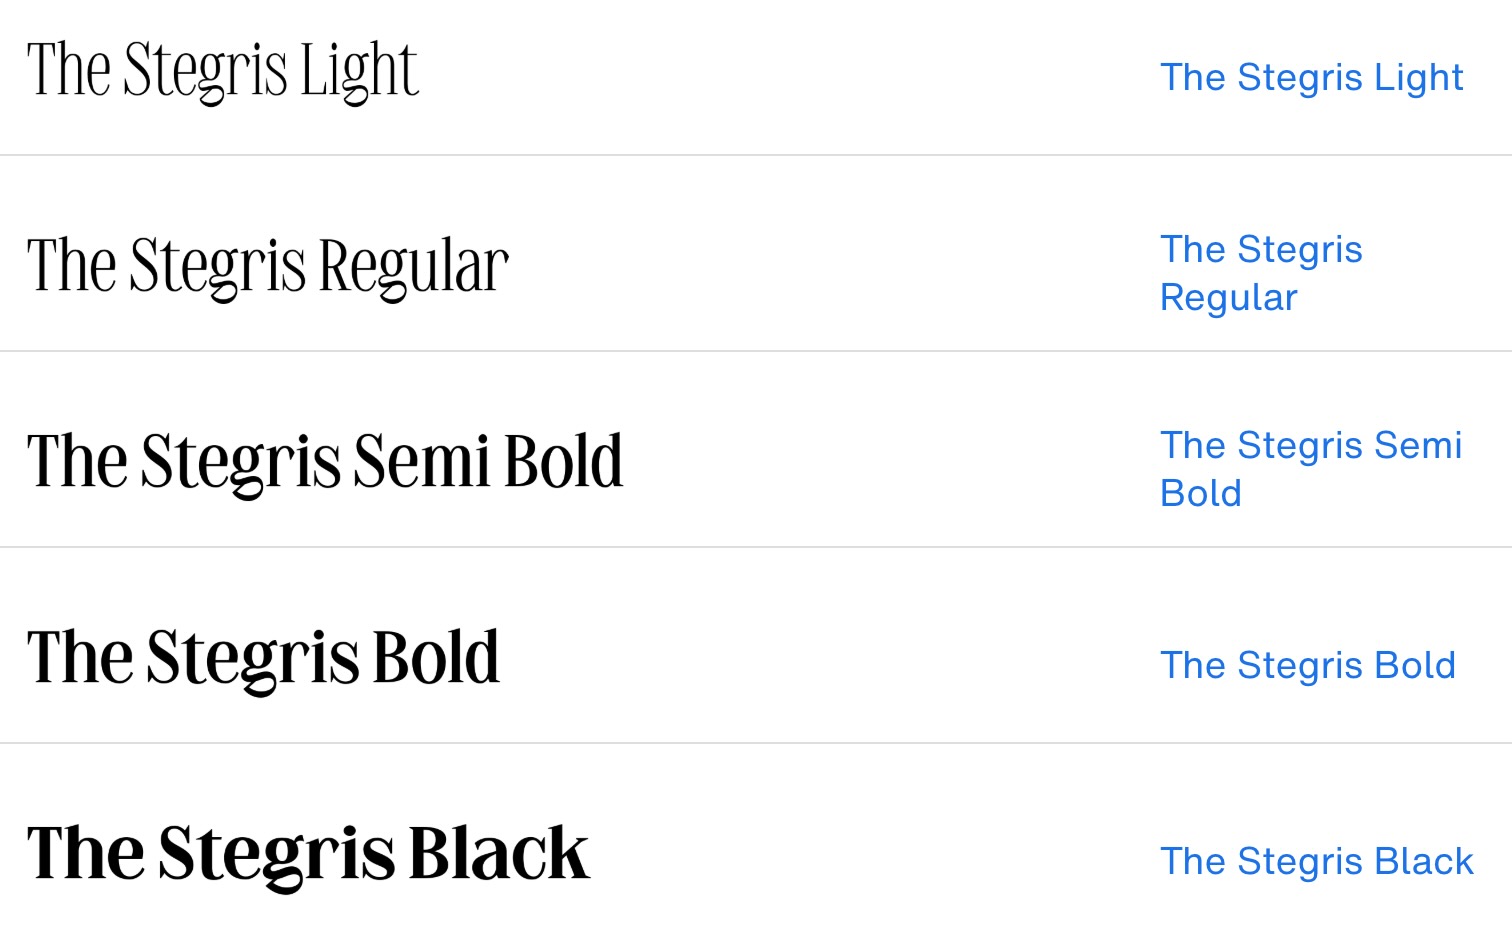 The Stegris Light
The Stegris Light
The Stegris Regular
The Stegris
Regular
The Stegris Semi Bold
The Stegris Semi
Bold
The Stegris Bold
The Stegris Bold
The Stegris Black
The Stegris Black